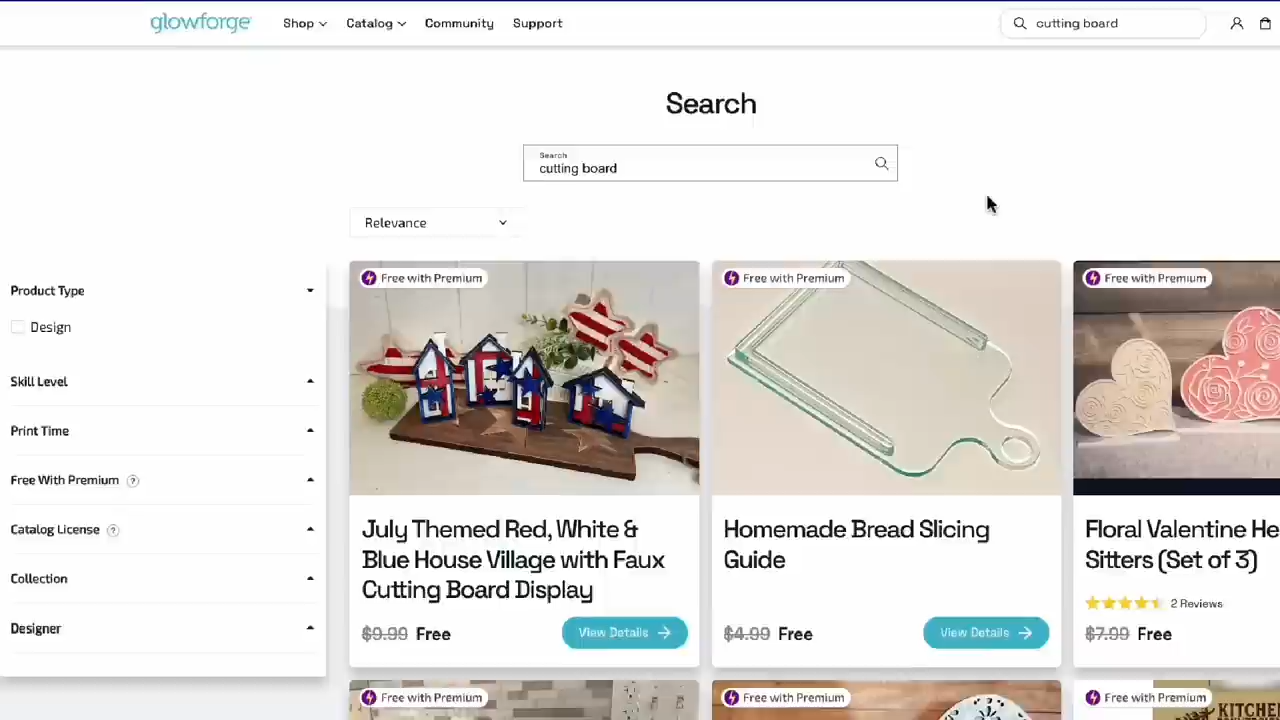 glowforge Shop Catalog Community Support cutting board
Search
Search
cutting board
Relevance
Product Type
Design
Skill Level
Print Time
Free With Premium ?
Catalog License ?
Collection
Designer
Free with Premium
July Themed Red, White &
Blue House Village with Faux
Cutting Board Display
$9.99 Free View Details
Free with Premium
Homemade Bread Slicing
Guide
$4.99 Free View Details
Free with Premium
Floral Valentine He
Sitters (Set of 3)
2 Reviews
$7.99 Free
Free with Premium
Free with Premium
Free with Premium
KITCHE